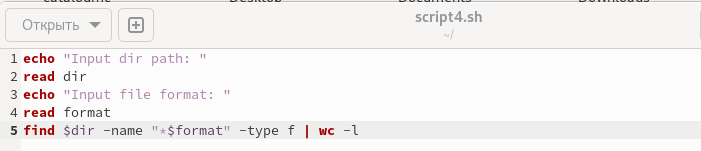 Открыть
script4.sh
~/
1 echo "Input dir path: "
2 read dir
3 echo "Input file format: "
4 read format
5 find $dir -name "*$format" -type f | wc -l